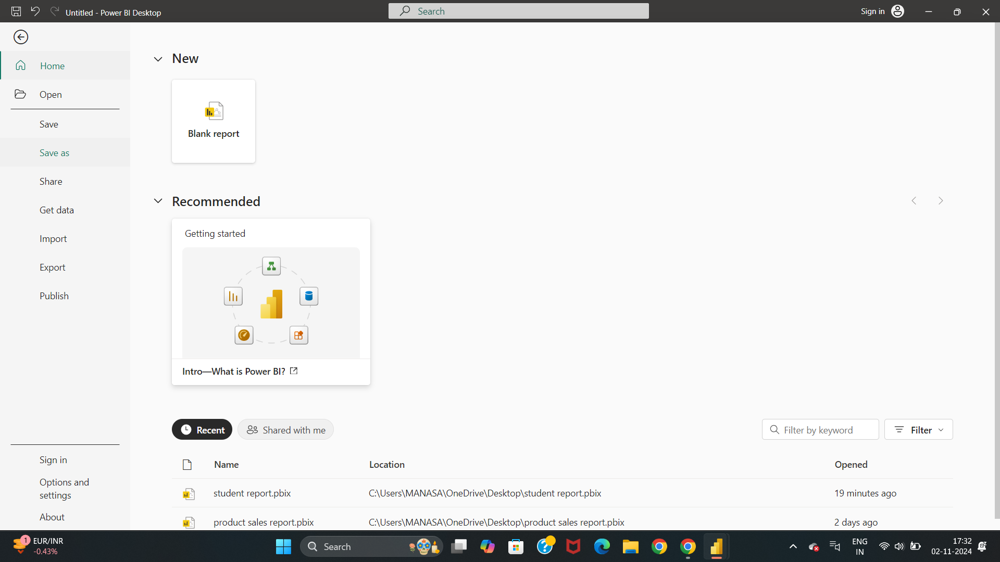 Untitled - Power BI Desktop
Search
Sign in
Home
Open
Save
Save as
Share
Get data
Import
Export
Publish
Sign in
Options and
settings
About
New
Blank report
Recommended
Getting started
Intro—What is Power BI?
Recent
Shared with me
Filter by keyword
Filter
Name Location Opened
student report.pbix C:\Users\MANASA\OneDrive\Desktop\student report.pbix 19 minutes ago
product sales report.pbix C:\Users\MANASA\OneDrive\Desktop\product sales report.pbix 2 days ago
1
EUR/INR
-0.43%
Search
ENG
IN
17:32
02-11-2024